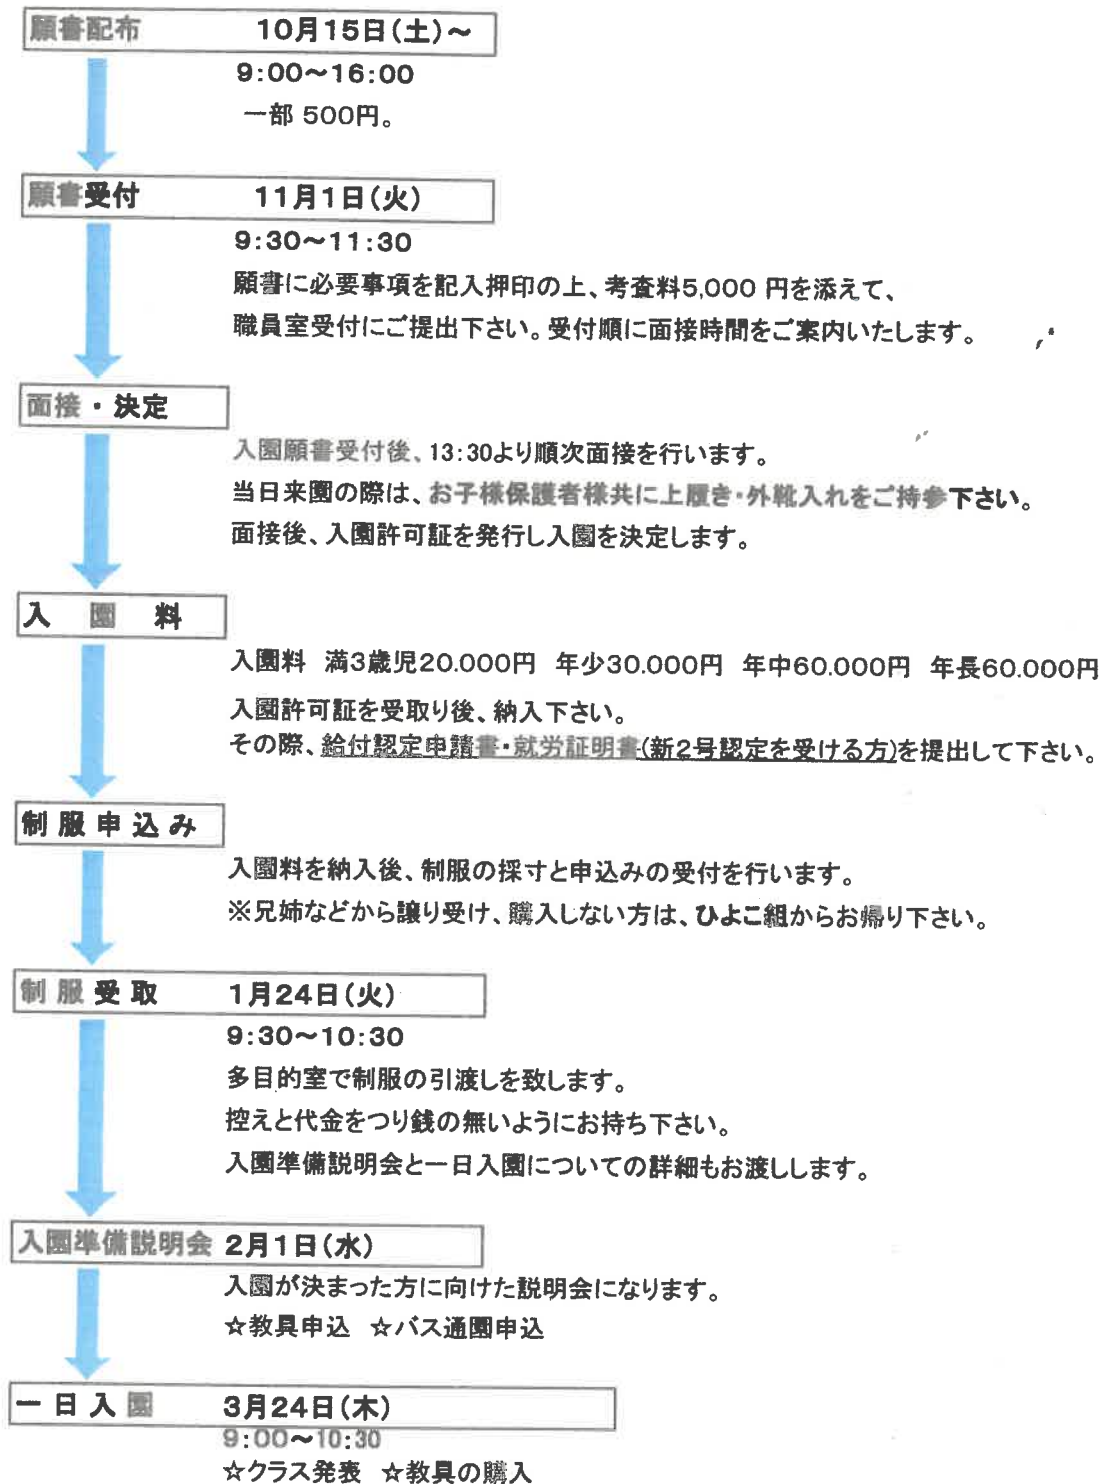 願書配布 10月15日(土)～
9:00～16:00
一部 500円。
願書受付 11月1日(火)
9:30～11:30
願書に必要事項を記入押印の上、考査料5,000 円を添えて、
職員室受付にご提出下さい。受付順に面接時間をご案内いたします。
面接・決定
入園願書受付後、13:30より順次面接を行います。
当日来園の際は、お子様保護者様共に上履き・外靴入れをご持参下さい。
面接後、入園許可証を発行し入園を決定します。
入 園 料
入園料 満3歳児20.000円 年少30.000円 年中60.000円 年長60.000円
入園許可証を受取り後、納入下さい。
その際、給付認定申請書・就労証明書(新2号認定を受ける方)を提出して下さい。
制服申込み
入園料を納入後、制服の採寸と申込みの受付を行います。
※兄姉などから譲り受け、購入しない方は、ひよこ組からお帰り下さい。
制服受取 1月24日(火)
9:30～10:30
多目的室で制服の引渡しを致します。
控えと代金をつり銭の無いようにお持ち下さい。
入園準備説明会と一日入園についての詳細もお渡しします。
入園準備説明会 2月1日(水)
入園が決まった方に向けた説明会になります。
☆教具申込 ☆バス通園申込
一日入園 3月24日(木)
9:00～10:30
☆クラス発表 ☆教具の購入